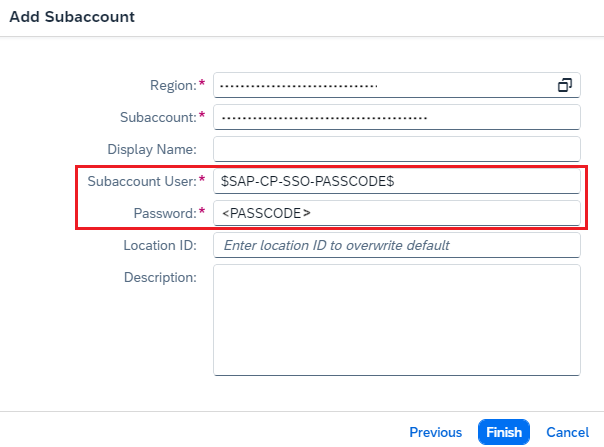 Add Subaccount
Region:*
Subaccount:*
Display Name:
Subaccount User:* $SAP-CP-SSO-PASSCODE$
Password:* <PASSCODE>
Location ID: Enter location ID to overwrite default
Description:
Previous Finish Cancel